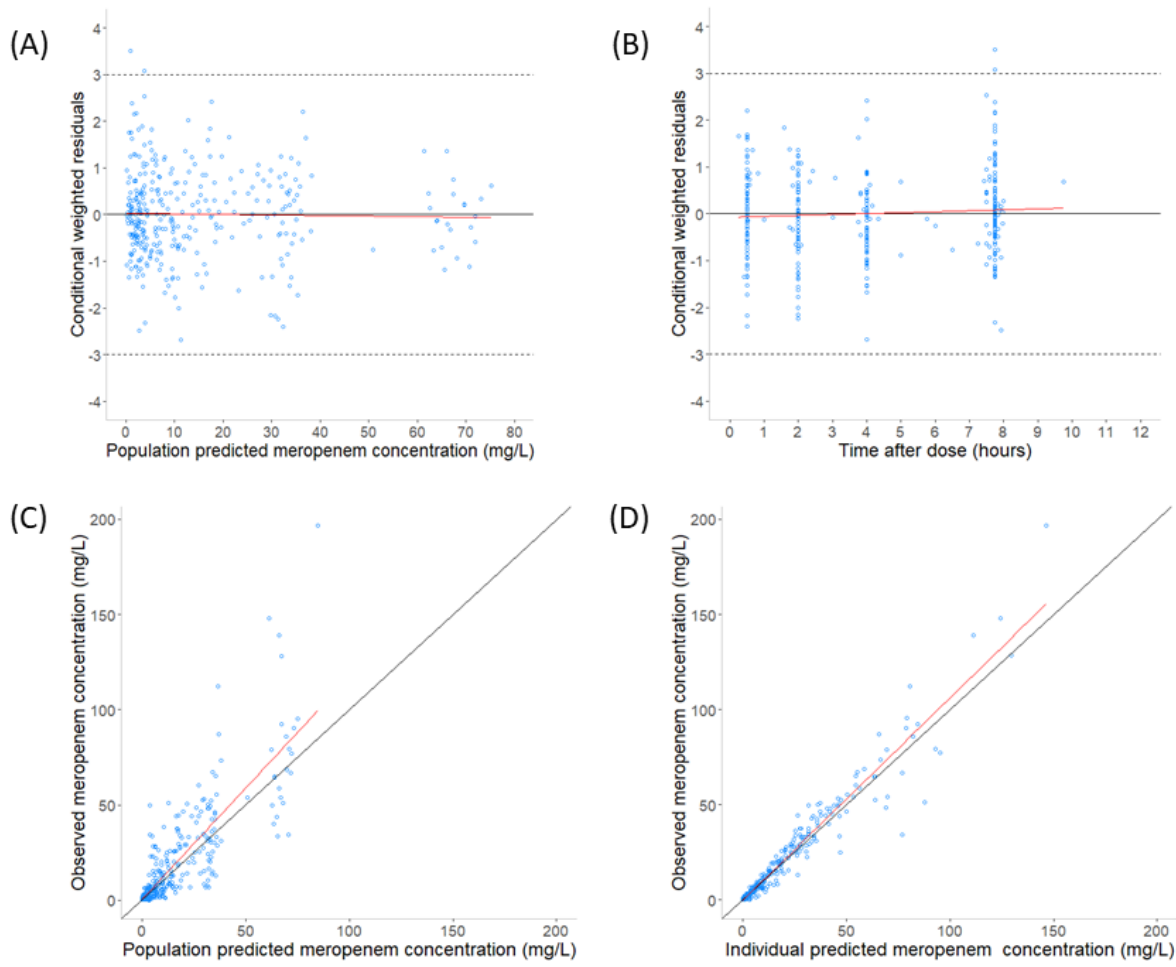 (A)
Conditional weighted residuals
4
3
2
1
0
-1
-2
-3
-4
0 10 20 30 40 50 60 70 80
Population predicted meropenem concentration (mg/L)
(B)
Conditional weighted residuals
4
3
2
1
0
-1
-2
-3
-4
0 1 2 3 4 5 6 7 8 9 10 11 12
Time after dose (hours)
(C)
Observed meropenem concentration (mg/L)
200
150
100
50
0
0 50 100 150 200
Population predicted meropenem concentration (mg/L)
(D)
Observed meropenem concentration (mg/L)
200
150
100
50
0
0 50 100 150 200
Individual predicted meropenem concentration (mg/L)